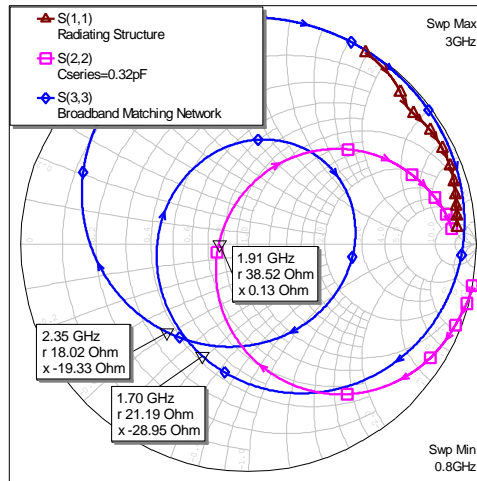 S(1,1)
Radiating Structure
S(2,2)
Cseries=0.32pF
S(3,3)
Broadband Matching Network
Swp Max
3GHz
1.91 GHz
r 38.52 Ohm
x 0.13 Ohm
2.35 GHz
r 18.02 Ohm
x -19.33 Ohm
1.70 GHz
r 21.19 Ohm
x -28.95 Ohm
Swp Min
0.8GHz